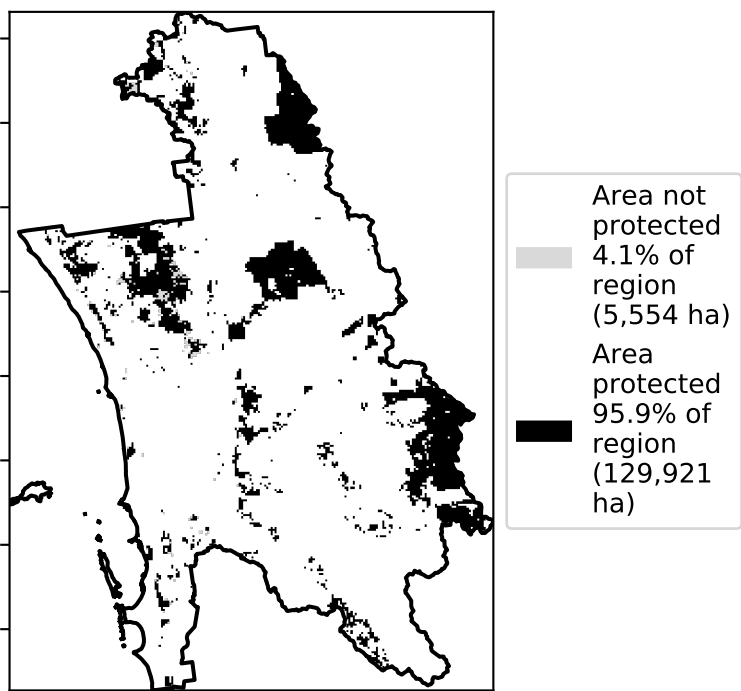 Area not
protected
4.1% of
region
(5,554 ha)
Area
protected
95.9% of
region
(129,921
ha)